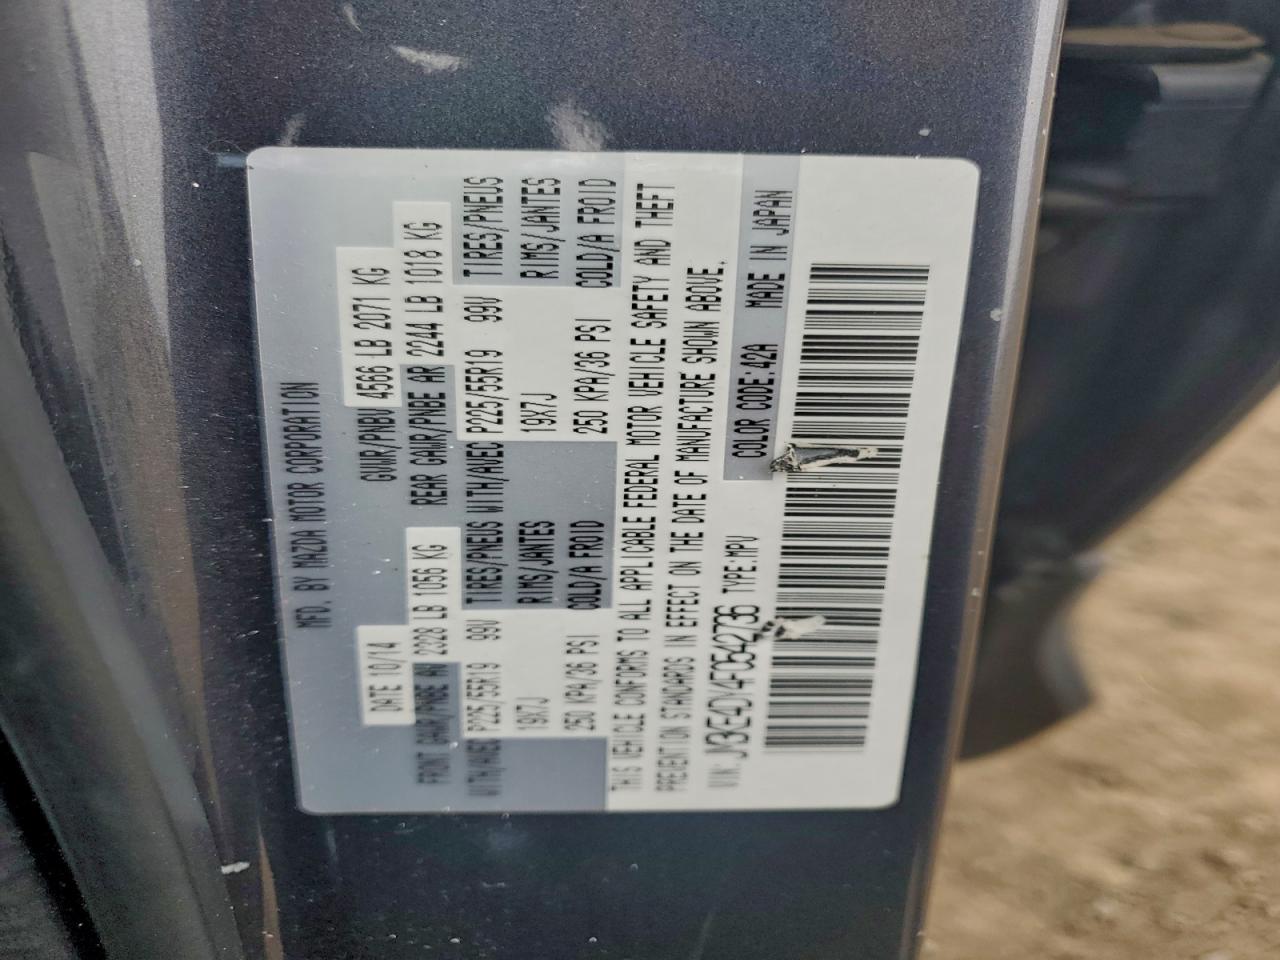 MFD. BY MAZDA MOTOR CORPORATION
DATE 10/14 GVWR/PNBV 4566 LB 2071 KG
FRONT GAWR/PNBE AV 2328 LB 1056 KG REAR GAWR/PNBE AR 2244 LB 1018 KG
WITH/AVEC P225/55R19 99V TIRES/PNEUS WITH/AVEC P225/55R19 99V TIRES/PNEUS
19X7J RIMS/JANTES 19X7J RIMS/JANTES
250 KPA/36 PSI COLD/A FROID 250 KPA/36 PSI COLD/A FROID
THIS VEHICLE CONFORMS TO ALL APPLICABLE FEDERAL MOTOR VEHICLE SAFETY AND THEFT
PREVENTION STANDARDS IN EFFECT ON THE DATE OF MANUFACTURE SHOWN ABOVE.
VIN: JM3KE4DY4F0542736 TYPE:MPV COLOR CODE:42A MADE IN JAPAN